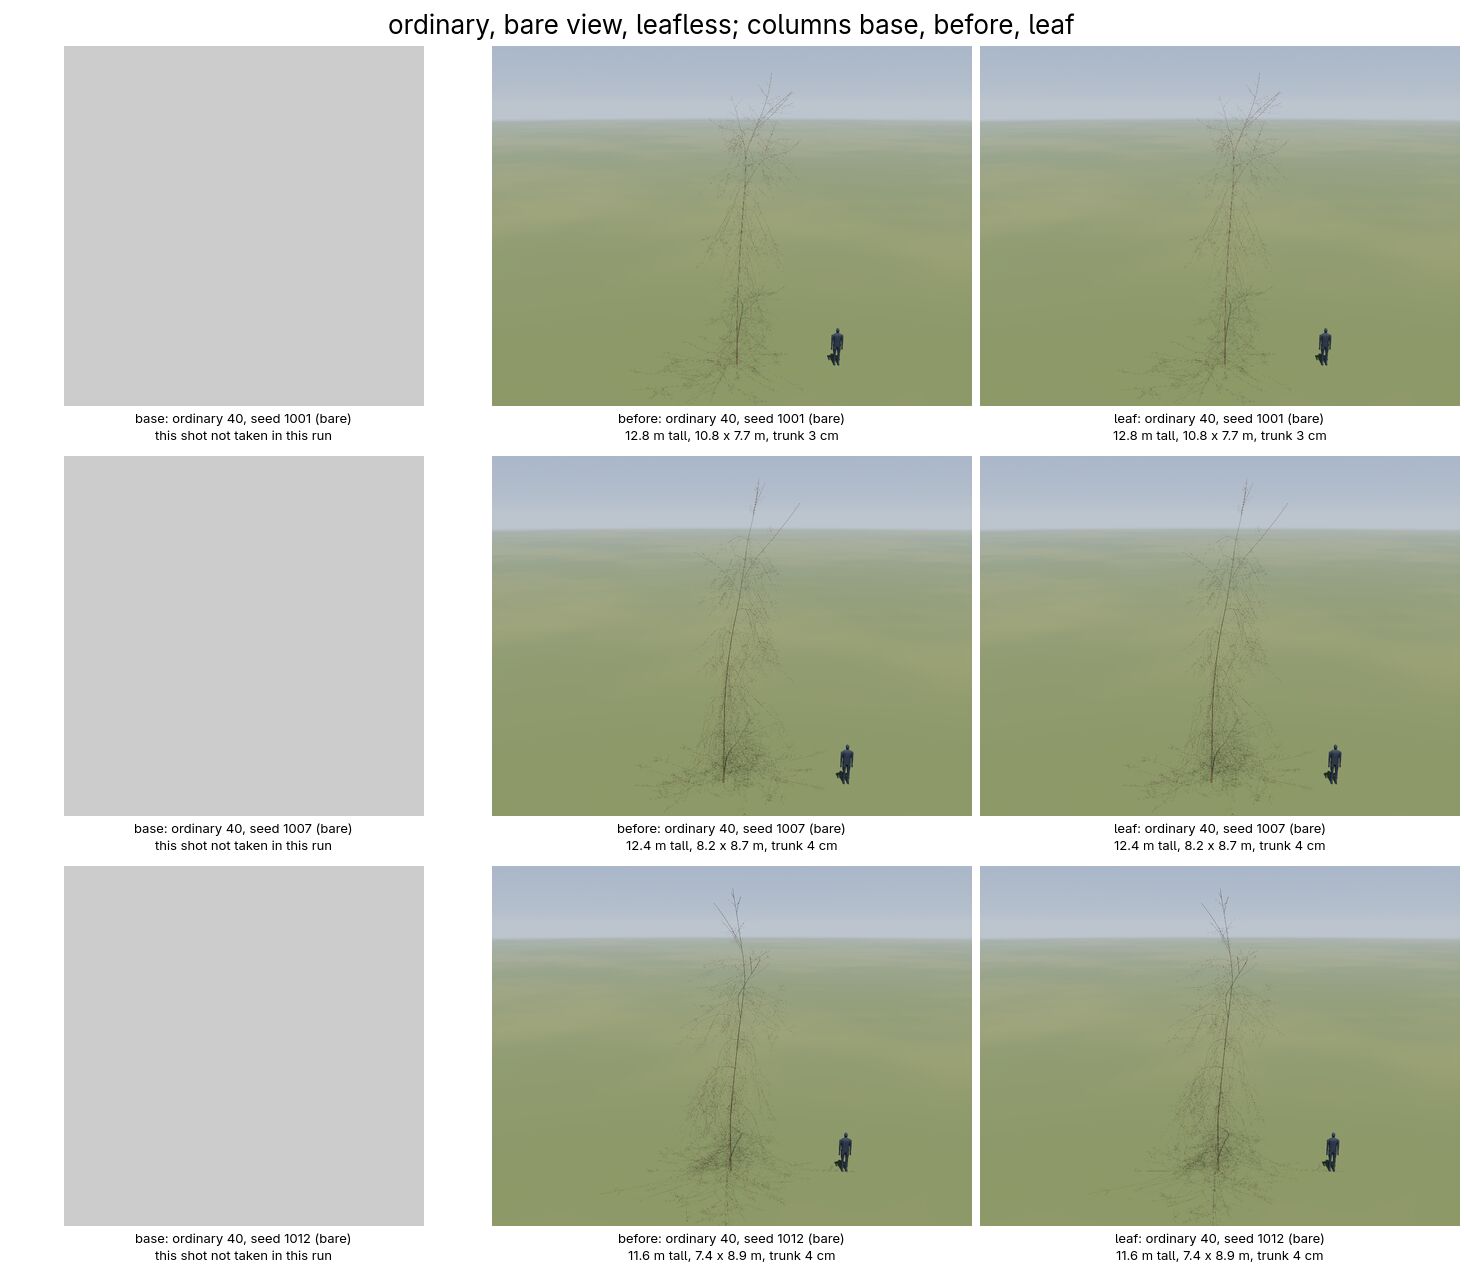 ordinary, bare view, leafless; columns base, before, leaf
base: ordinary 40, seed 1001 (bare)
this shot not taken in this run
before: ordinary 40, seed 1001 (bare)
12.8 m tall, 10.8 x 7.7 m, trunk 3 cm
leaf: ordinary 40, seed 1001 (bare)
12.8 m tall, 10.8 x 7.7 m, trunk 3 cm
base: ordinary 40, seed 1007 (bare)
this shot not taken in this run
before: ordinary 40, seed 1007 (bare)
12.4 m tall, 8.2 x 8.7 m, trunk 4 cm
leaf: ordinary 40, seed 1007 (bare)
12.4 m tall, 8.2 x 8.7 m, trunk 4 cm
base: ordinary 40, seed 1012 (bare)
this shot not taken in this run
before: ordinary 40, seed 1012 (bare)
11.6 m tall, 7.4 x 8.9 m, trunk 4 cm
leaf: ordinary 40, seed 1012 (bare)
11.6 m tall, 7.4 x 8.9 m, trunk 4 cm